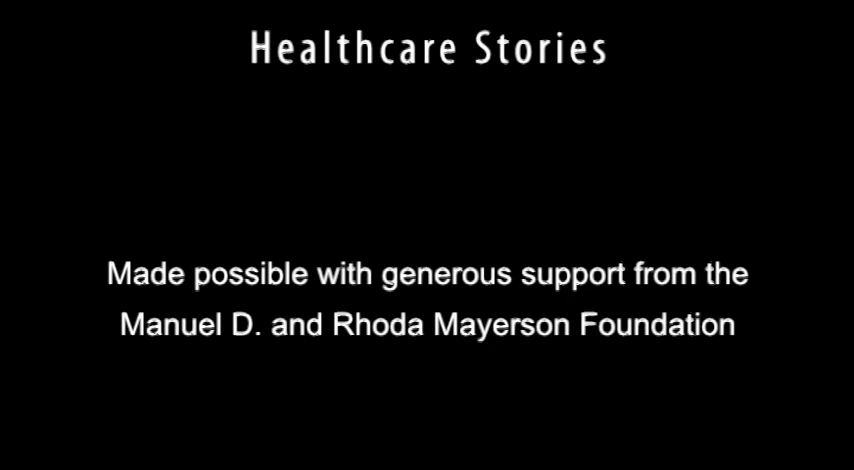 Healthcare Stories
Made possible with generous support from the
Manuel D. and Rhoda Mayerson Foundation